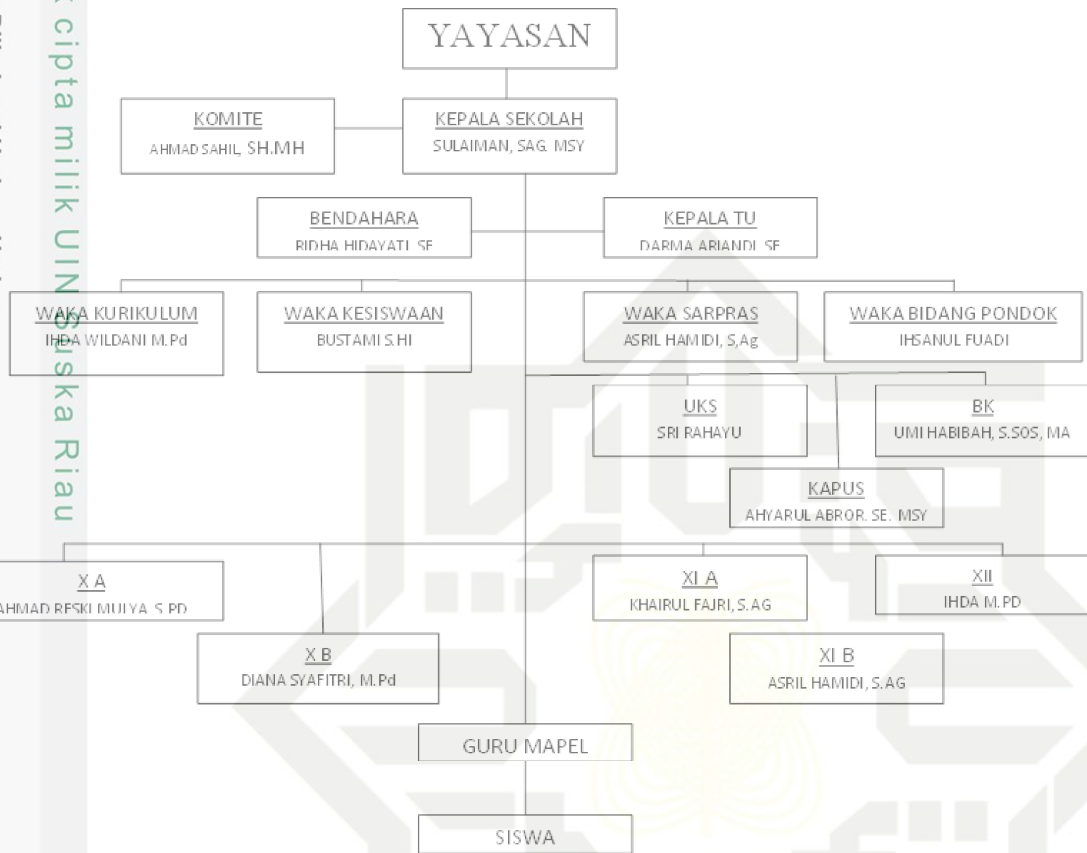 YAYASAN
KOMITE
AHMAD SAHIL, SH.MH
KEPALA SEKOLAH
SULAIMAN, SAG. MSY
BENDAHARA
RIDHA HIDAYATI, SE
KEPALA TU
DARMA ARIANDI, SE
WAKA KURIKULUM
IHDA WILDANI M.Pd
WAKA KESISWAAN
BUSTAMI S.HI
WAKA SARPRAS
ASRIL HAMIDI, S,Ag
WAKA BIDANG PONDOK
IHSANUL FUADI
UKS
SRI RAHAYU
BK
UMI HABIBAH, S.SOS, MA
KAPUS
AHYARUL ABROR. SE. MSY
X A
AHMAD RESKI MULYA, S.PD
X B
DIANA SYAFITRI, M.Pd
XI A
KHAIRUL FAJRI, S.AG
XI B
ASRIL HAMIDI, S.AG
XII
IHDA M.PD
GURU MAPEL
SISWA
cipta milik UIN Suska Riau